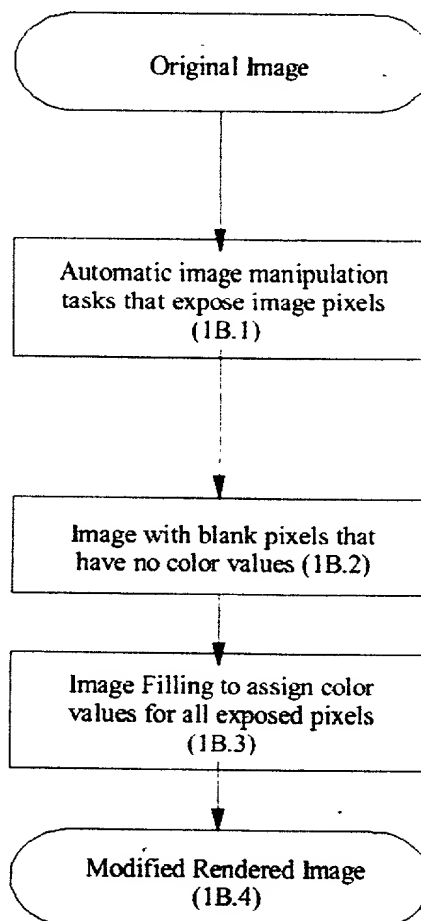 Original Image
Automatic image manipulation
tasks that expose image pixels
(1B.1)
Image with blank pixels that
have no color values (1B.2)
Image Filling to assign color
values for all exposed pixels
(1B.3)
Modified Rendered Image
(1B.4)